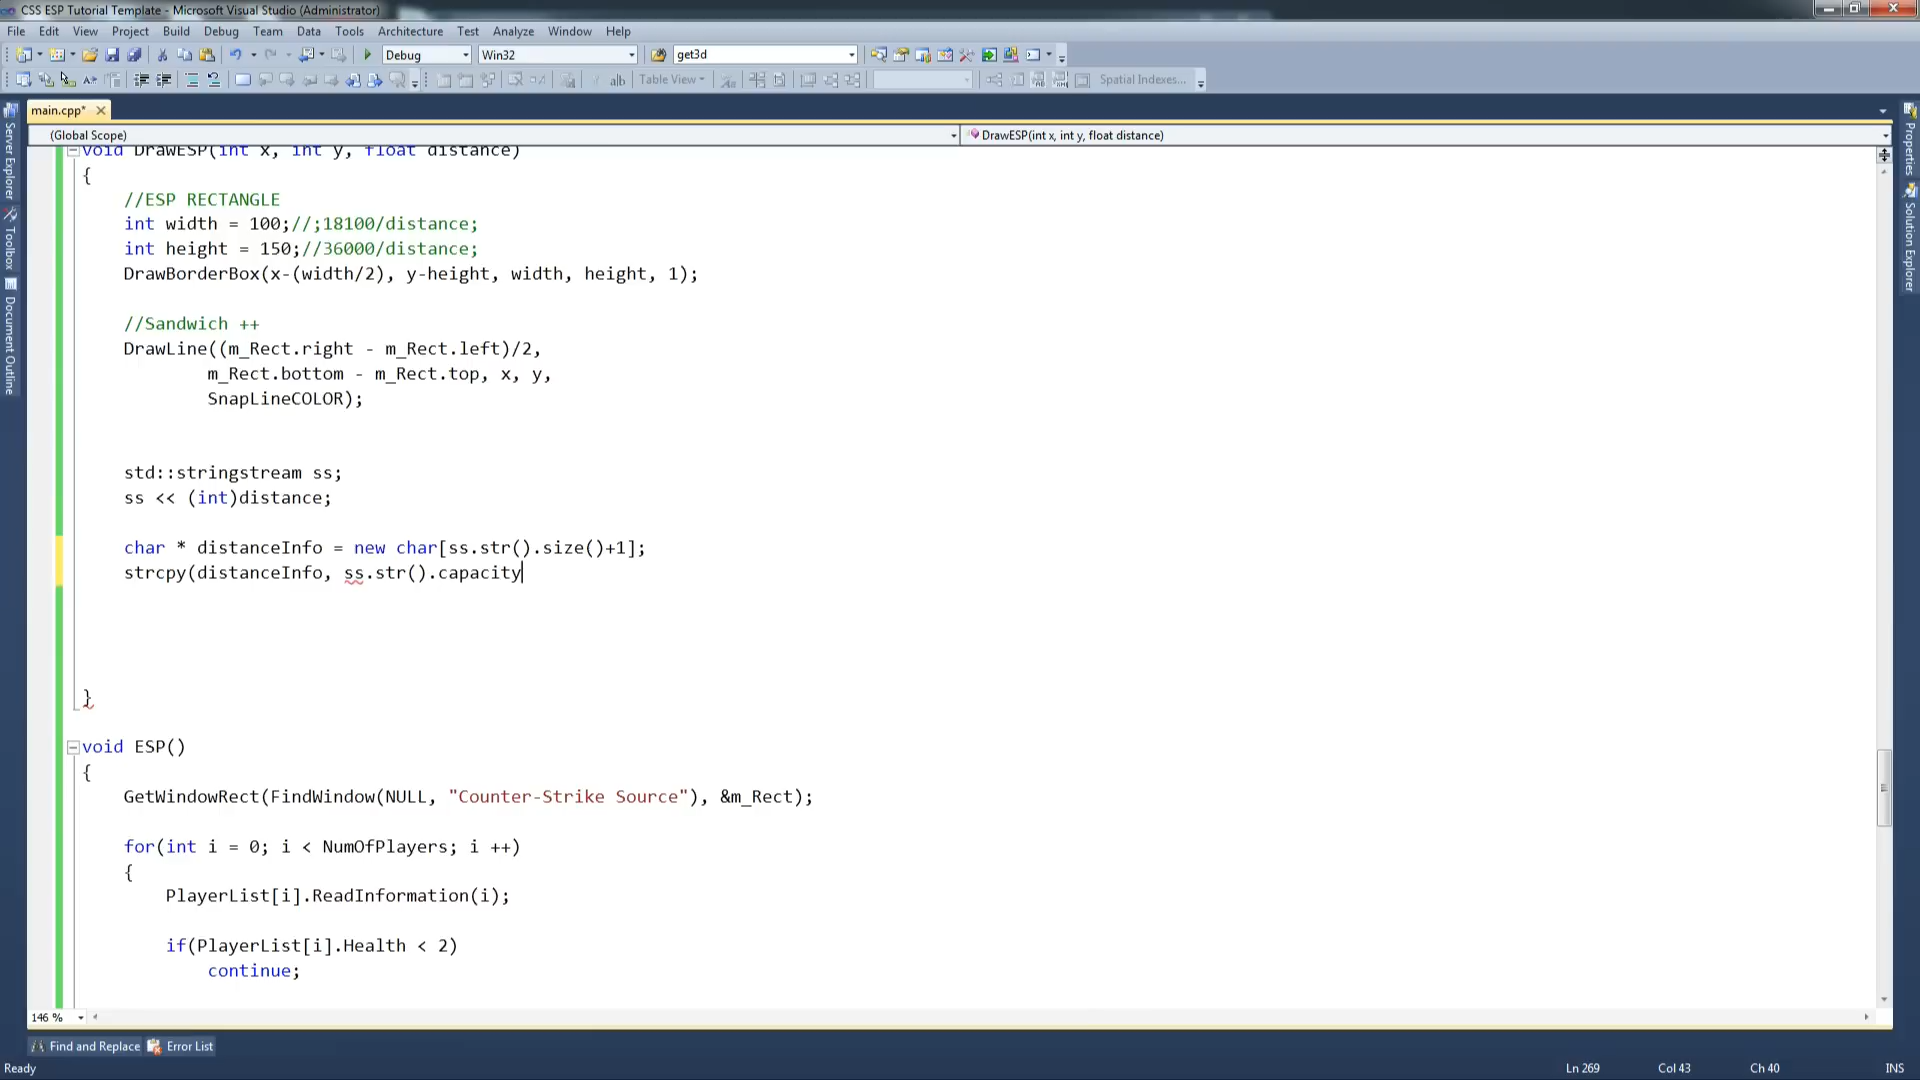 CSS ESP Tutorial Template - Microsoft Visual Studio (Administrator)
File Edit View Project Build Debug Team Data Tools Architecture Test Analyze Window Help
Debug Win32 get3d
Table View Spatial Indexes...
main.cpp*
(Global Scope) DrawESP(int x, int y, float distance)
Server Explorer
Toolbox
Document Outline
Properties
Solution Explorer
void DrawESP(int x, int y, float distance)
{
//ESP RECTANGLE
int width = 100;//;18100/distance;
int height = 150;//36000/distance;
DrawBorderBox(x-(width/2), y-height, width, height, 1);
//Sandwich ++
DrawLine((m_Rect.right - m_Rect.left)/2,
m_Rect.bottom - m_Rect.top, x, y,
SnapLineCOLOR);
std::stringstream ss;
ss << (int)distance;
char * distanceInfo = new char[ss.str().size()+1];
strcpy(distanceInfo, ss.str().capacity
}
void ESP()
{
GetWindowRect(FindWindow(NULL, "Counter-Strike Source"), &m_Rect);
for(int i = 0; i < NumOfPlayers; i ++)
{
PlayerList[i].ReadInformation(i);
if(PlayerList[i].Health < 2)
continue;
146 %
Find and Replace Error List
Ready Ln 269 Col 43 Ch 40 INS